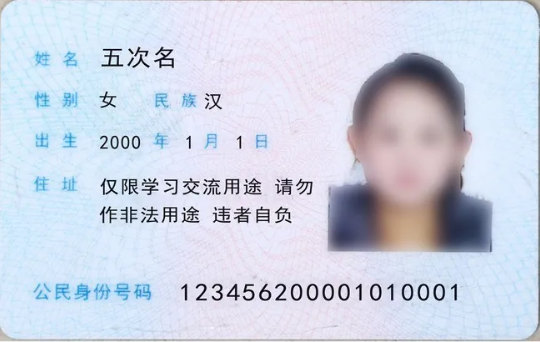 姓名 五次名
性别 女 民族 汉
出生 2000 年 1 月 1 日
住址 仅限学习交流用途 请勿
作非法用途 违者自负
公民身份号码 123456200001010001